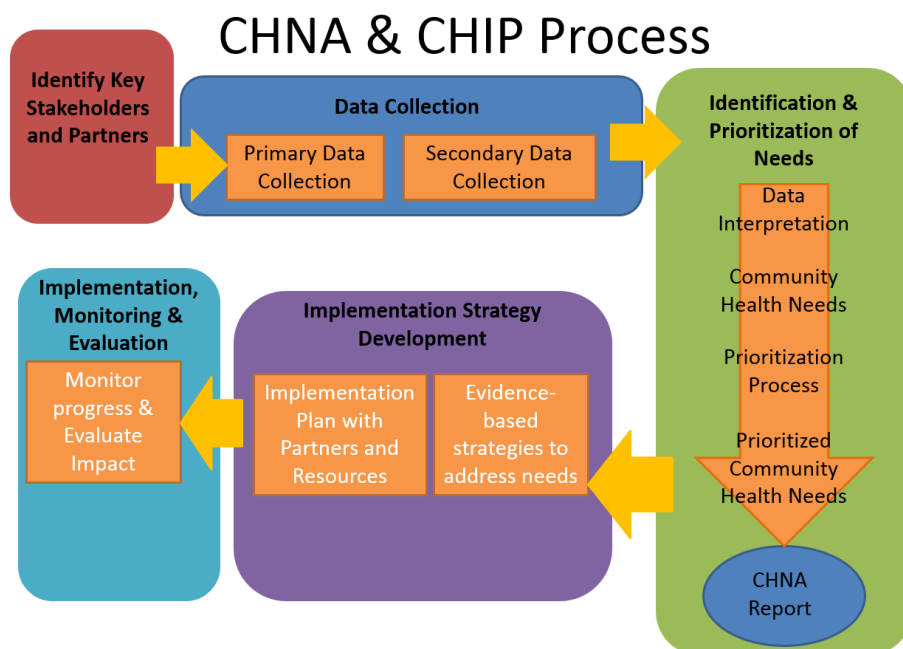 CHNA & CHIP Process
Identify Key
Stakeholders
and Partners
Data Collection
Primary Data
Collection
Secondary Data
Collection
Identification &
Prioritization of
Needs
Data
Interpretation
Community
Health Needs
Prioritization
Process
Prioritized
Community
Health Needs
CHNA
Report
Implementation Strategy
Development
Evidence-
based
strategies to
address needs
Implementation
Plan with
Partners and
Resources
Implementation,
Monitoring &
Evaluation
Monitor
progress &
Evaluate
Impact